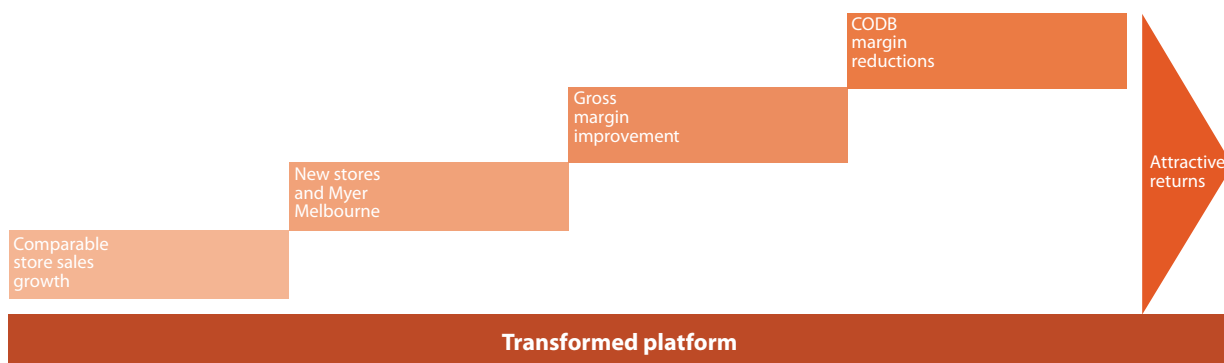 CODB
margin
reductions
Gross
margin
improvement
New stores
and Myer
Melbourne
Attractive
returns
Comparable
store sales
growth
Transformed platform